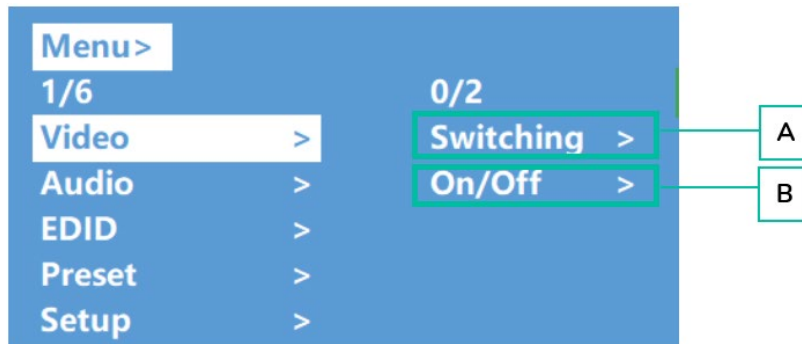 Menu>
1/6 0/2
Video > Switching > A
Audio > On/Off > B
EDID >
Preset >
Setup >